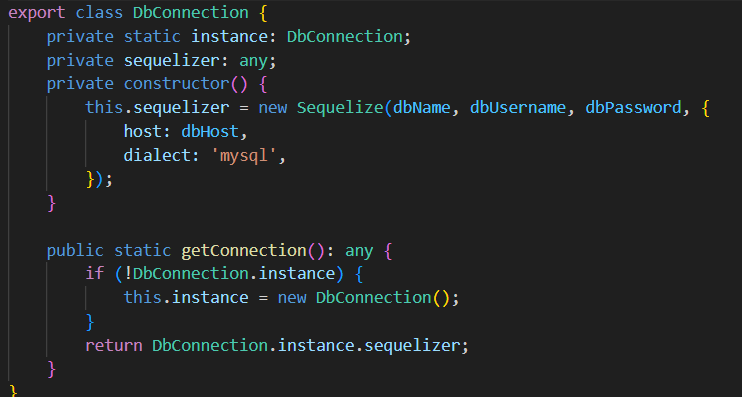 export class DbConnection {
    private static instance: DbConnection;
    private sequelizer: any;
    private constructor() {
        this.sequelizer = new Sequelize(dbName, dbUsername, dbPassword, {
            host: dbHost,
            dialect: 'mysql',
        });
    }

    public static getConnection(): any {
        if (!DbConnection.instance) {
            this.instance = new DbConnection();
        }
        return DbConnection.instance.sequelizer;
    }
}